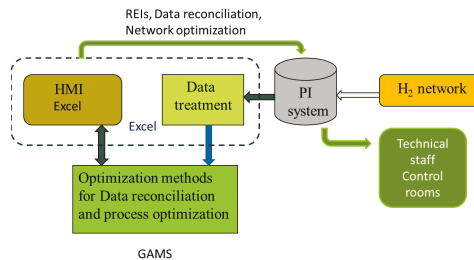 REIs, Data reconciliation,
Network optimization
HMI
Excel
Data
treatment
Excel
PI
system
H₂ network
Technical
staff
Control
rooms
Optimization methods
for Data reconciliation
and process optimization
GAMS